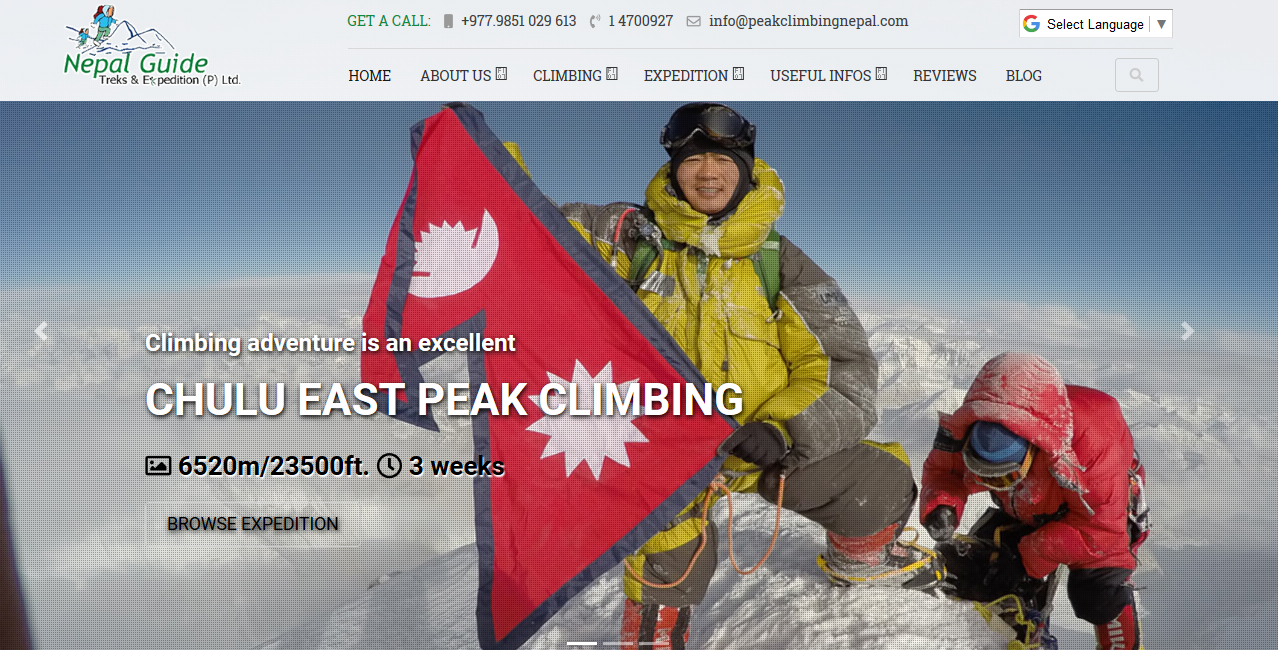 Nepal Guide
Treks & Expedition (P) Ltd.
GET A CALL: +977.9851 029 613 1 4700927 info@peakclimbingnepal.com
Select Language ▼
HOME ABOUT US CLIMBING EXPEDITION USEFUL INFOS REVIEWS BLOG
Climbing adventure is an excellent
CHULU EAST PEAK CLIMBING
6520m/23500ft. 3 weeks
BROWSE EXPEDITION